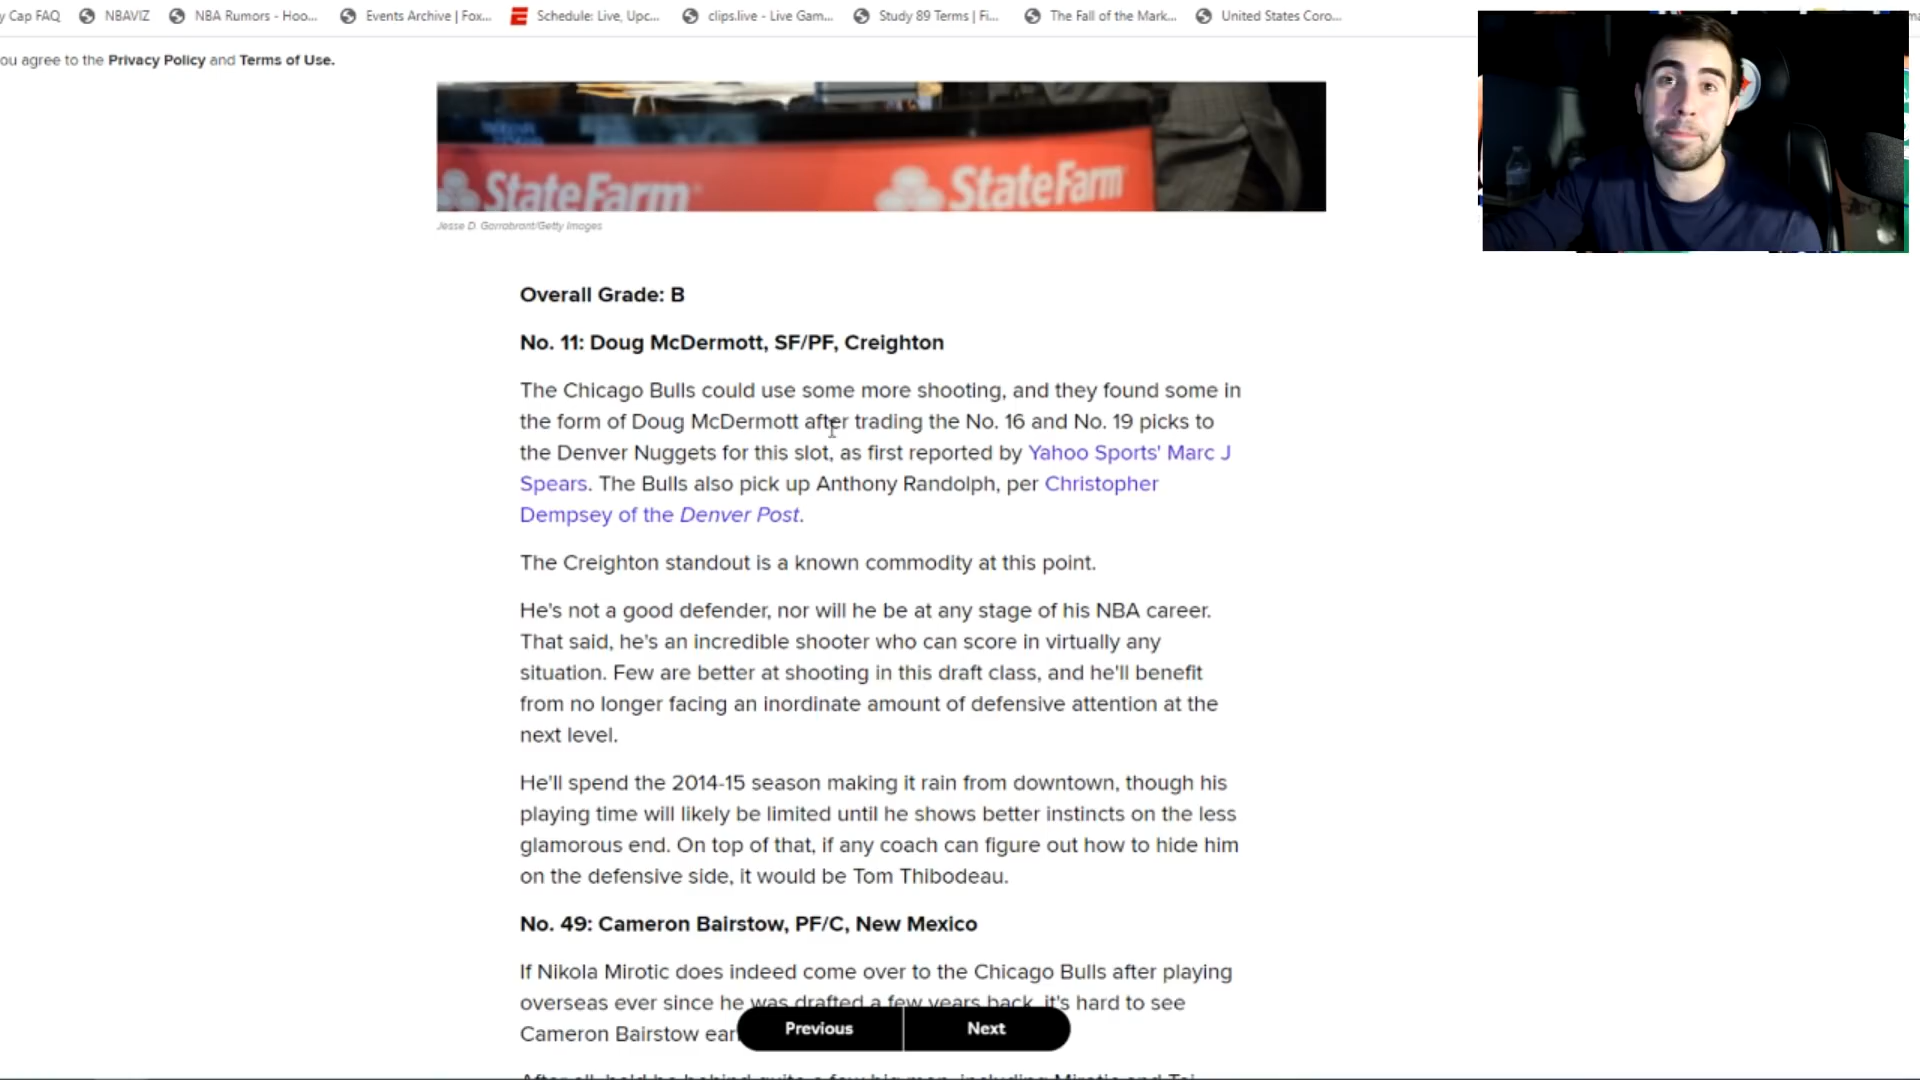 y Cap FAQ
NBAVIZ
NBA Rumors - Hoo...
Events Archive | Fox...
Schedule: Live, Upc...
clips.live - Live Gam...
Study 89 Terms | Fi...
The Fall of the Mark...
United States Coro...
ou agree to the Privacy Policy and Terms of Use.
StateFarm
StateFarm
Jesse D. Garrabrant/Getty Images
Overall Grade: B
No. 11: Doug McDermott, SF/PF, Creighton
The Chicago Bulls could use some more shooting, and they found some in
the form of Doug McDermott after trading the No. 16 and No. 19 picks to
the Denver Nuggets for this slot, as first reported by Yahoo Sports' Marc J
Spears. The Bulls also pick up Anthony Randolph, per Christopher
Dempsey of the Denver Post.
The Creighton standout is a known commodity at this point.
He's not a good defender, nor will he be at any stage of his NBA career.
That said, he's an incredible shooter who can score in virtually any
situation. Few are better at shooting in this draft class, and he'll benefit
from no longer facing an inordinate amount of defensive attention at the
next level.
He'll spend the 2014-15 season making it rain from downtown, though his
playing time will likely be limited until he shows better instincts on the less
glamorous end. On top of that, if any coach can figure out how to hide him
on the defensive side, it would be Tom Thibodeau.
No. 49: Cameron Bairstow, PF/C, New Mexico
If Nikola Mirotic does indeed come over to the Chicago Bulls after playing
overseas ever since he was drafted a few years back, it's hard to see
Cameron Bairstow ear
Previous
Next